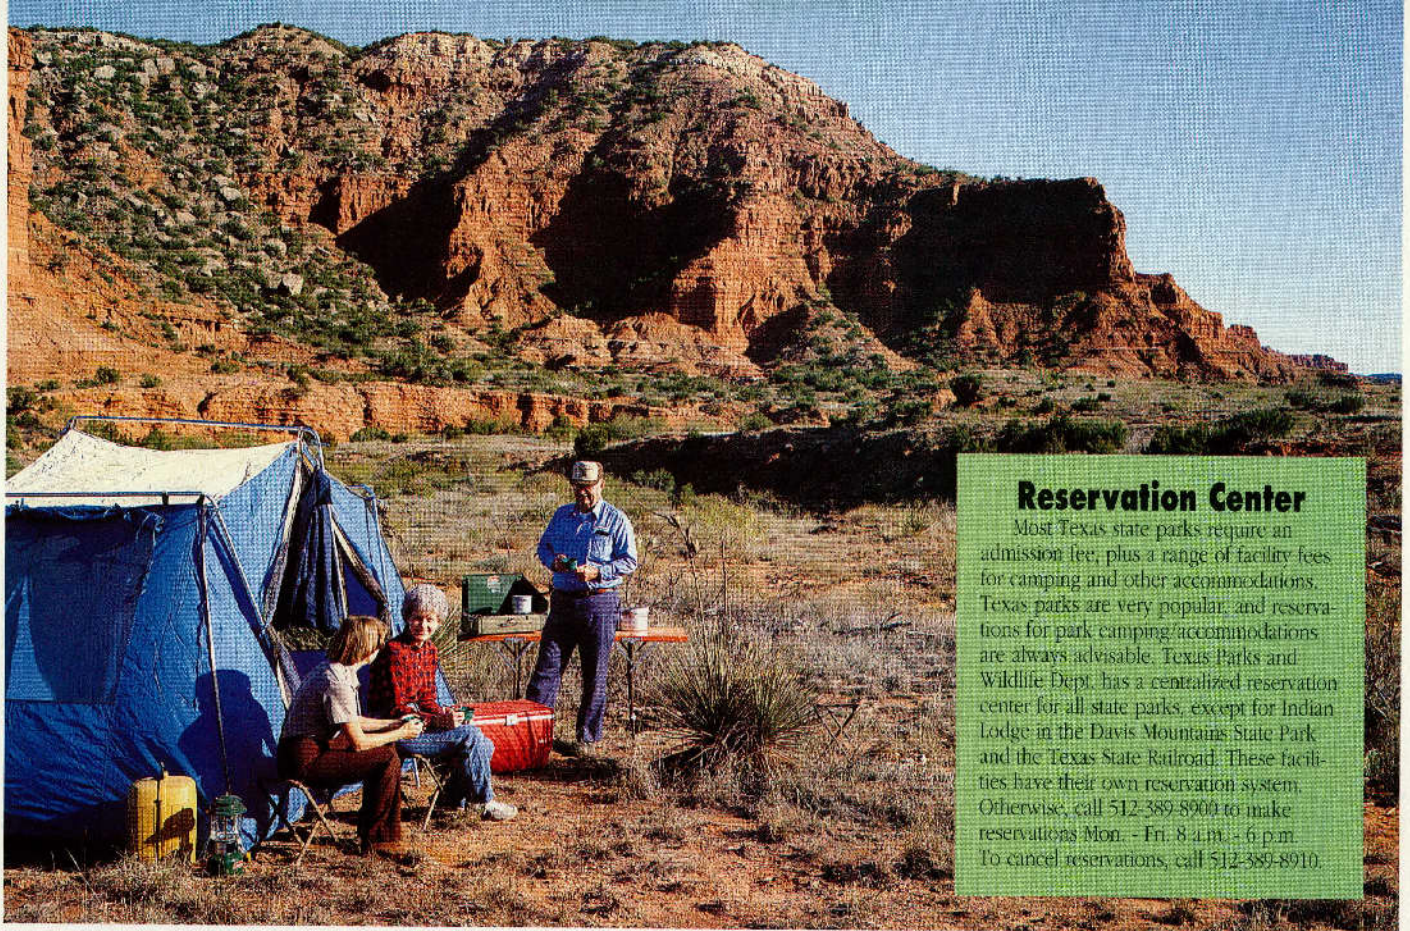 Reservation Center
Most Texas state parks require an
admission fee, plus a range of facility fees
for camping and other accommodations.
Texas parks are very popular, and reserva-
tions for park camping/accommodations
are always advisable. Texas Parks and
Wildlife Dept. has a centralized reservation
center for all state parks, except for Indian
Lodge in the Davis Mountains State Park
and the Texas State Railroad. These facili-
ties have their own reservation system.
Otherwise, call 512-389-8900 to make
reservations Mon. - Fri. 8 a.m. - 6 p.m.
To cancel reservations, call 512-389-8910.